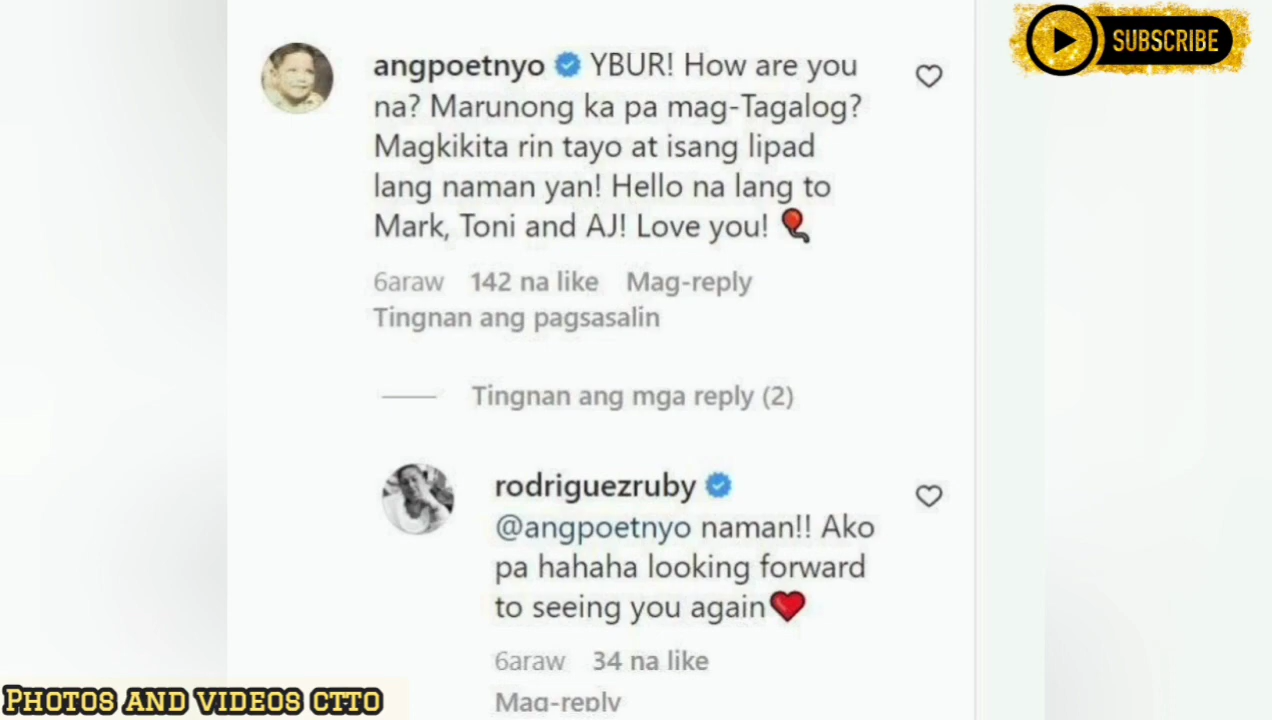 SUBSCRIBE
angpoetnyo YBUR! How are you
na? Marunong ka pa mag-Tagalog?
Magkikita rin tayo at isang lipad
lang naman yan! Hello na lang to
Mark, Toni and AJ! Love you!
6araw 142 na like Mag-reply
Tingnan ang pagsasalin
Tingnan ang mga reply (2)
rodriguezruby
@angpoetnyo naman!! Ako
pa hahaha looking forward
to seeing you again
6araw 34 na like
Mag-reply
PHOTOS AND VIDEOS CTTO